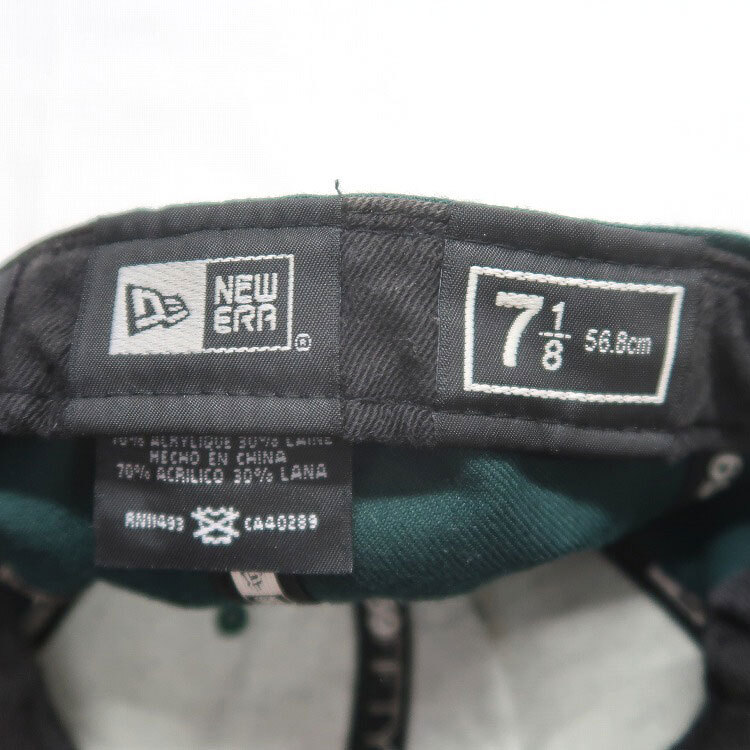 NEW
ERA
®
7 1/8 56.8cm
70% ACRYLIQUE 30% LAINE
HECHO EN CHINA
70% ACRILICO 30% LANA
RN11493 CA40289